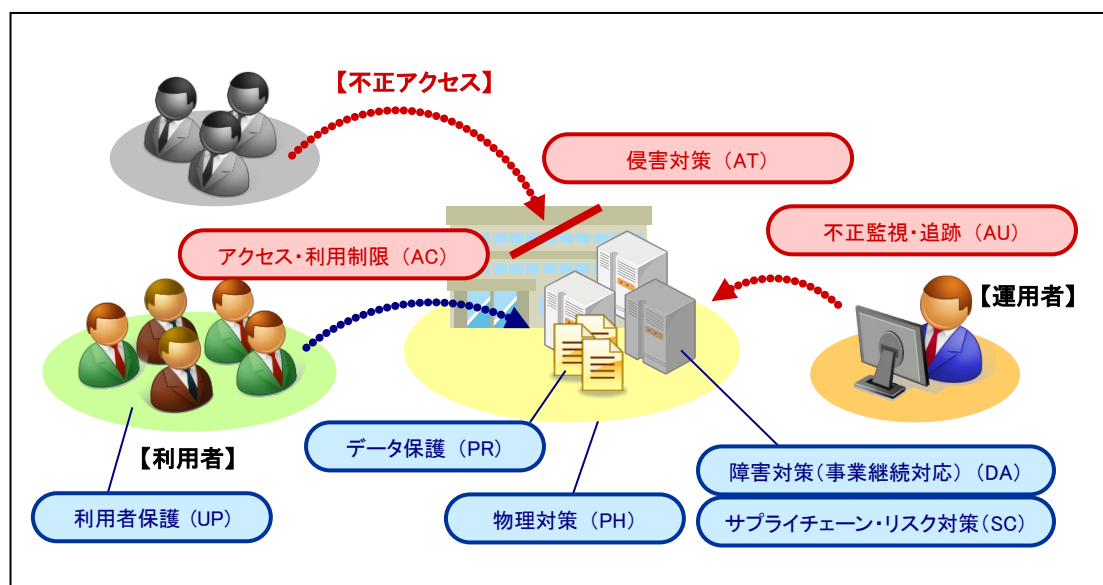 【不正アクセス】
侵害対策（AT）
不正監視・追跡（AU）
アクセス・利用制限（AC）
【運用者】
データ保護（PR）
【利用者】
障害対策（事業継続対応）（DA）
利用者保護（UP）
物理対策（PH）
サプライチェーン・リスク対策（SC）